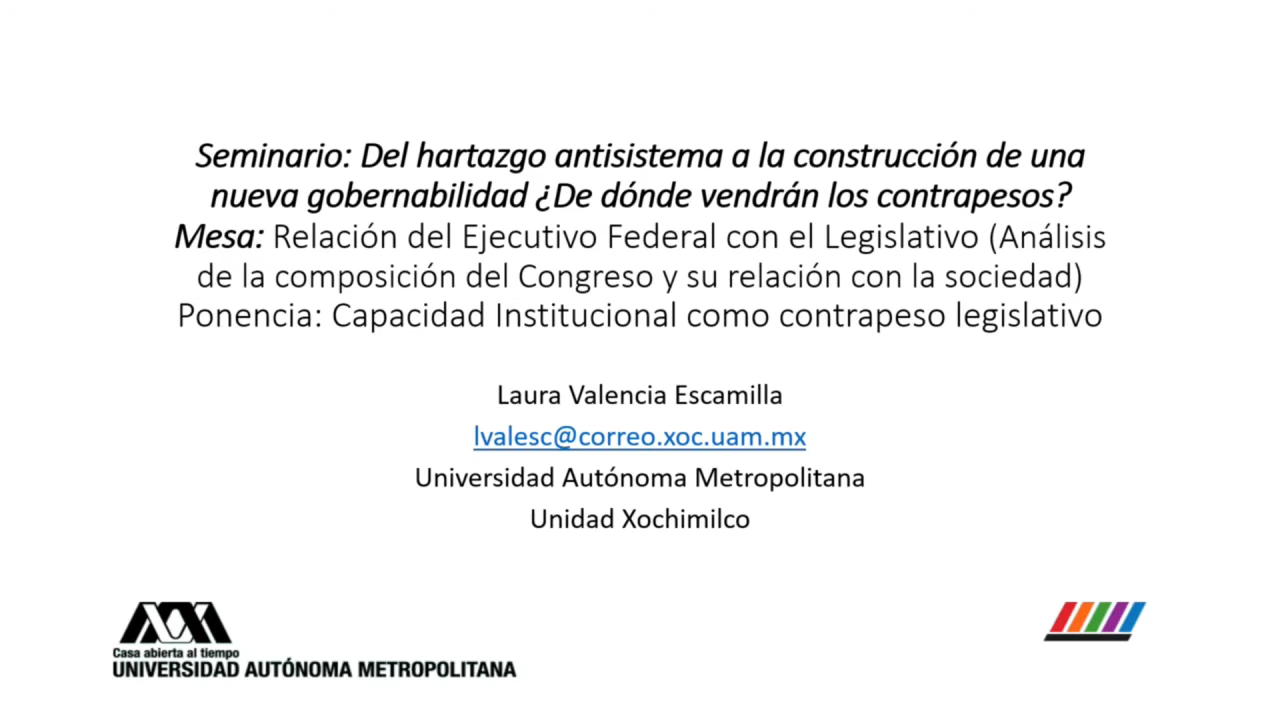 Seminario: Del hartazgo antisistema a la construcción de una
nueva gobernabilidad ¿De dónde vendrán los contrapesos?
Mesa: Relación del Ejecutivo Federal con el Legislativo (Análisis
de la composición del Congreso y su relación con la sociedad)
Ponencia: Capacidad Institucional como contrapeso legislativo
Laura Valencia Escamilla
lvalesc@correo.xoc.uam.mx
Universidad Autónoma Metropolitana
Unidad Xochimilco
Casa abierta al tiempo
UNIVERSIDAD AUTÓNOMA METROPOLITANA